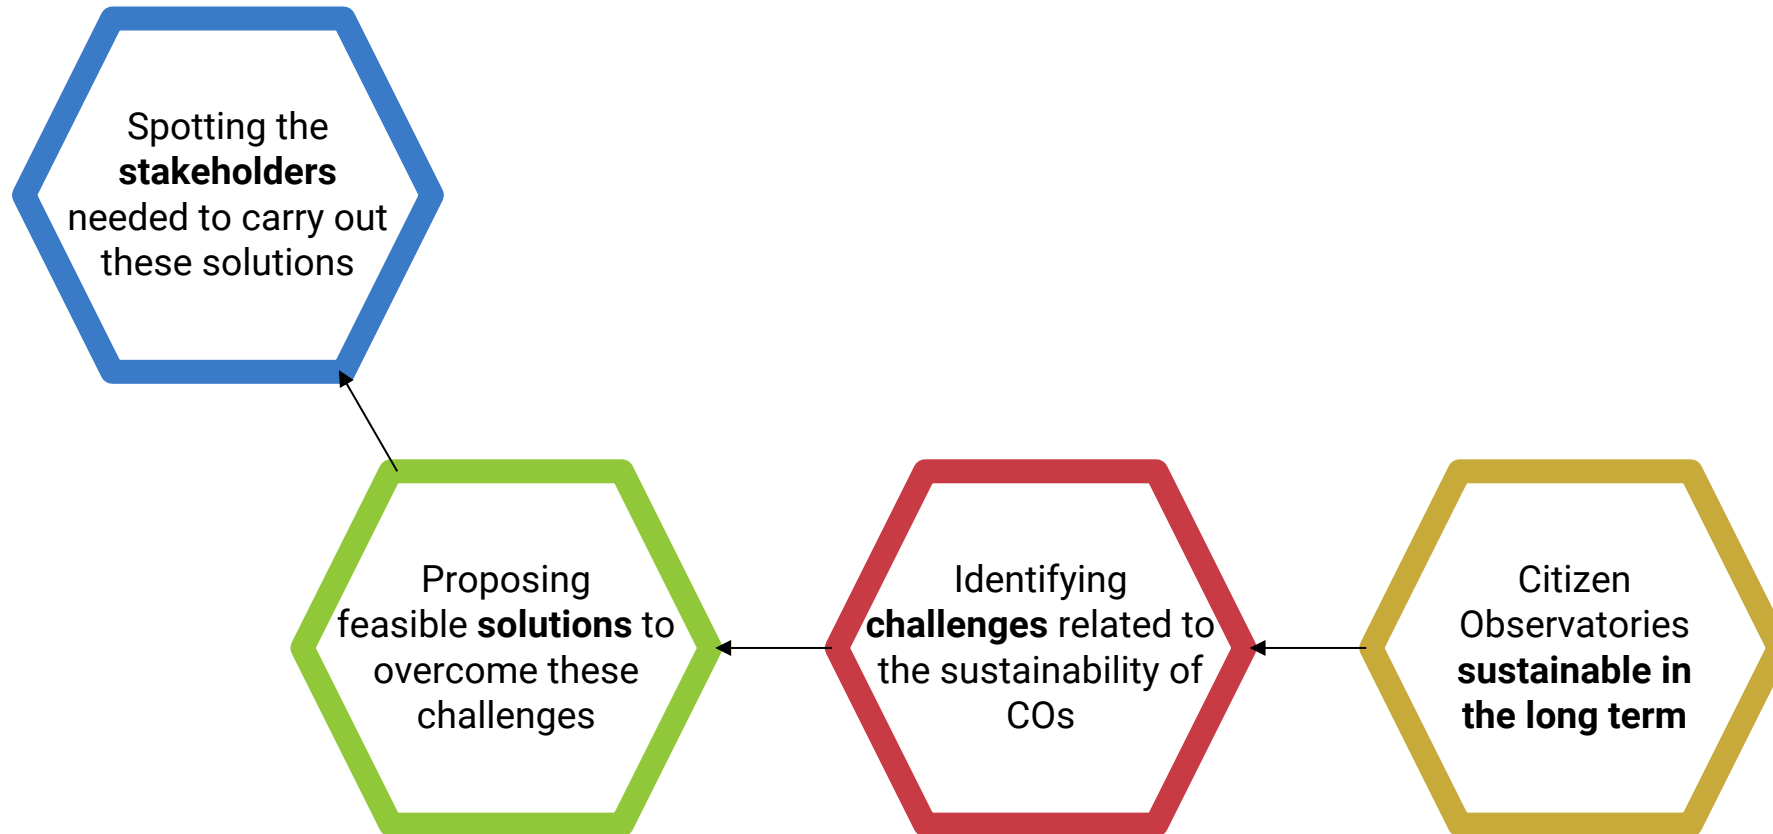 Spotting the
stakeholders
needed to carry out
these solutions
Proposing
feasible solutions to
overcome these
challenges
Identifying
challenges related to
the sustainability of
COs
Citizen
Observatories
sustainable in
the long term